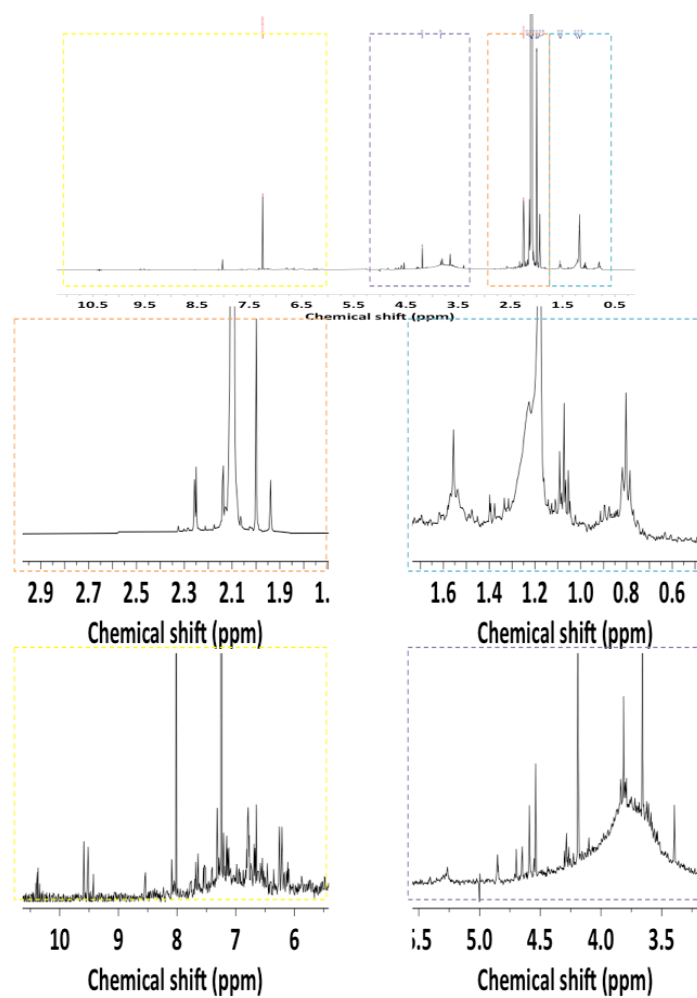 10.5 9.5 8.5 7.5 6.5 5.5 4.5 3.5 2.5 1.5 0.5
Chemical shift (ppm)
2.9 2.7 2.5 2.3 2.1 1.9 1.
Chemical shift (ppm)
1.6 1.4 1.2 1.0 0.8 0.6
Chemical shift (ppm)
10 9 8 7 6
Chemical shift (ppm)
5.5 5.0 4.5 4.0 3.5
Chemical shift (ppm)